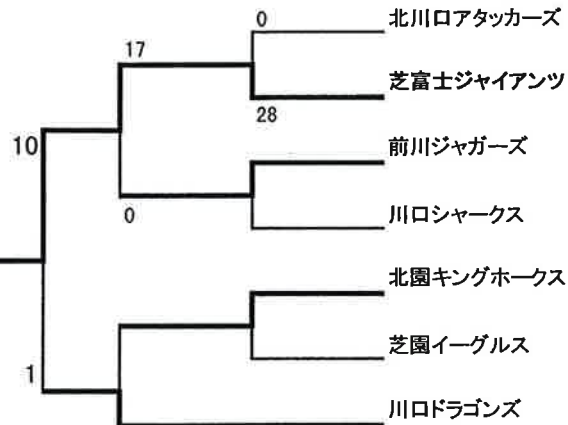 0
北川口アタッカーズ
17
芝富士ジャイアンツ
28
10
前川ジャガーズ
0
川口シャークス
北園キングホークス
芝園イーグルス
1
川口ドラゴンズ